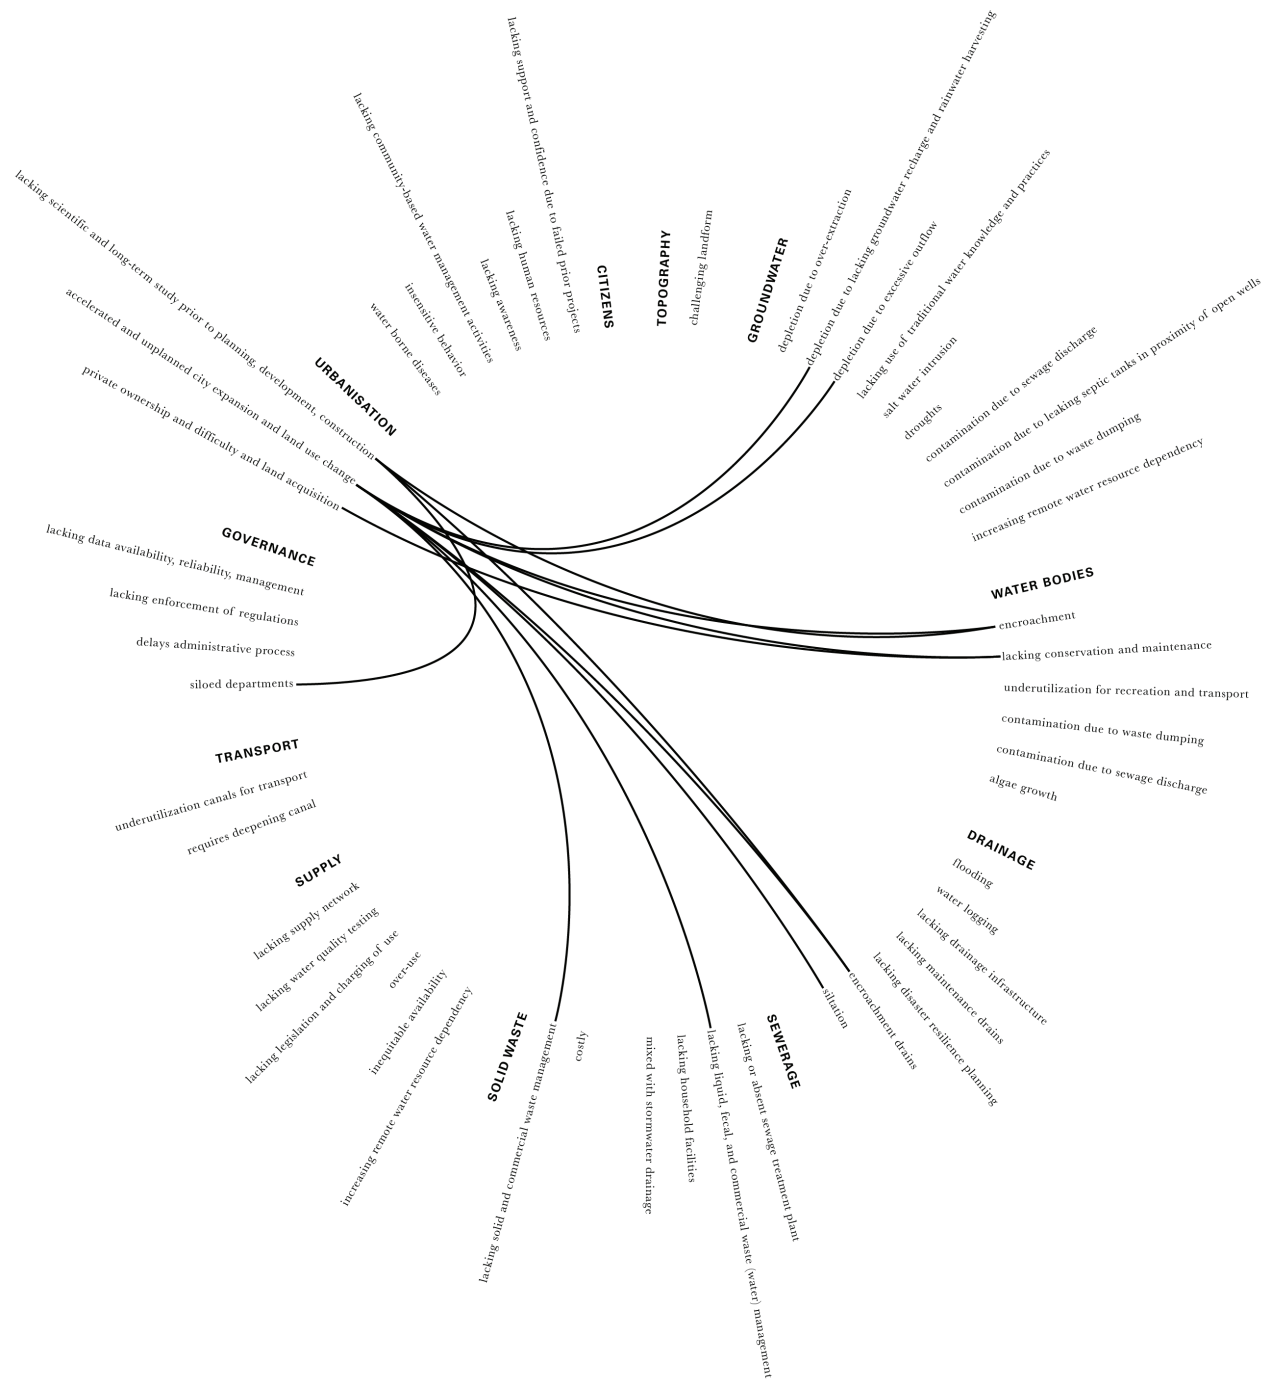 CITIZENS
lacking support and confidence due to failed prior projects
lacking human resources
lacking awareness
lacking community-based water management activities
insensitive behavior
water borne diseases
TOPOGRAPHY
challenging landform
GROUNDWATER
depletion due to over-extraction
depletion due to lacking groundwater recharge and rainwater harvesting
depletion due to excessive outflow
lacking use of traditional water knowledge and practices
salt water intrusion
droughts
contamination due to sewage discharge
contamination due to leaking septic tanks in proximity of open wells
contamination due to waste dumping
increasing remote water resource dependency
WATER BODIES
encroachment
lacking conservation and maintenance
underutilization for recreation and transport
contamination due to waste dumping
contamination due to sewage discharge
algae growth
DRAINAGE
flooding
water logging
lacking drainage infrastructure
lacking maintenance drains
lacking disaster resilience planning
encroachment drains
siltation
SEWERAGE
lacking or absent sewage treatment plant
lacking liquid, fecal, and commercial waste (water) management
lacking household facilities
mixed with stormwater drainage
costly
lacking solid and commercial waste management
SOLID WASTE
increasing remote water resource dependency
inequitable availability
over-use
lacking legislation and charging of use
lacking water quality testing
lacking supply network
SUPPLY
requires deepening canal
underutilization canals for transport
TRANSPORT
siloed departments
delays administrative process
lacking enforcement of regulations
lacking data availability, reliability, management
GOVERNANCE
private ownership and difficulty and land acquisition
accelerated and unplanned city expansion and land use change
lacking scientific and long-term study prior to planning, development, construction
URBANISATION